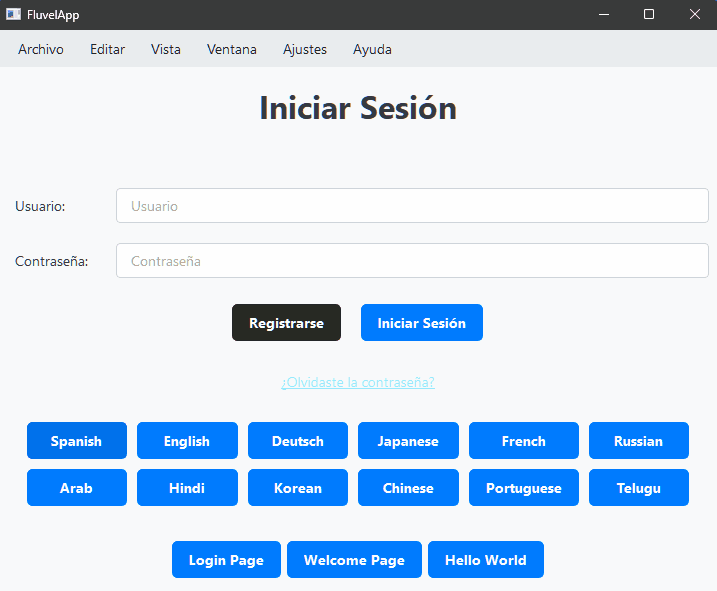 FluvelApp
Archivo Editar Vista Ventana Ajustes Ayuda
Iniciar Sesión
Usuario: Usuario
Contraseña: Contraseña
Registrarse Iniciar Sesión
¿Olvidaste la contraseña?
Spanish English Deutsch Japanese French Russian
Arab Hindi Korean Chinese Portuguese Telugu
Login Page Welcome Page Hello World